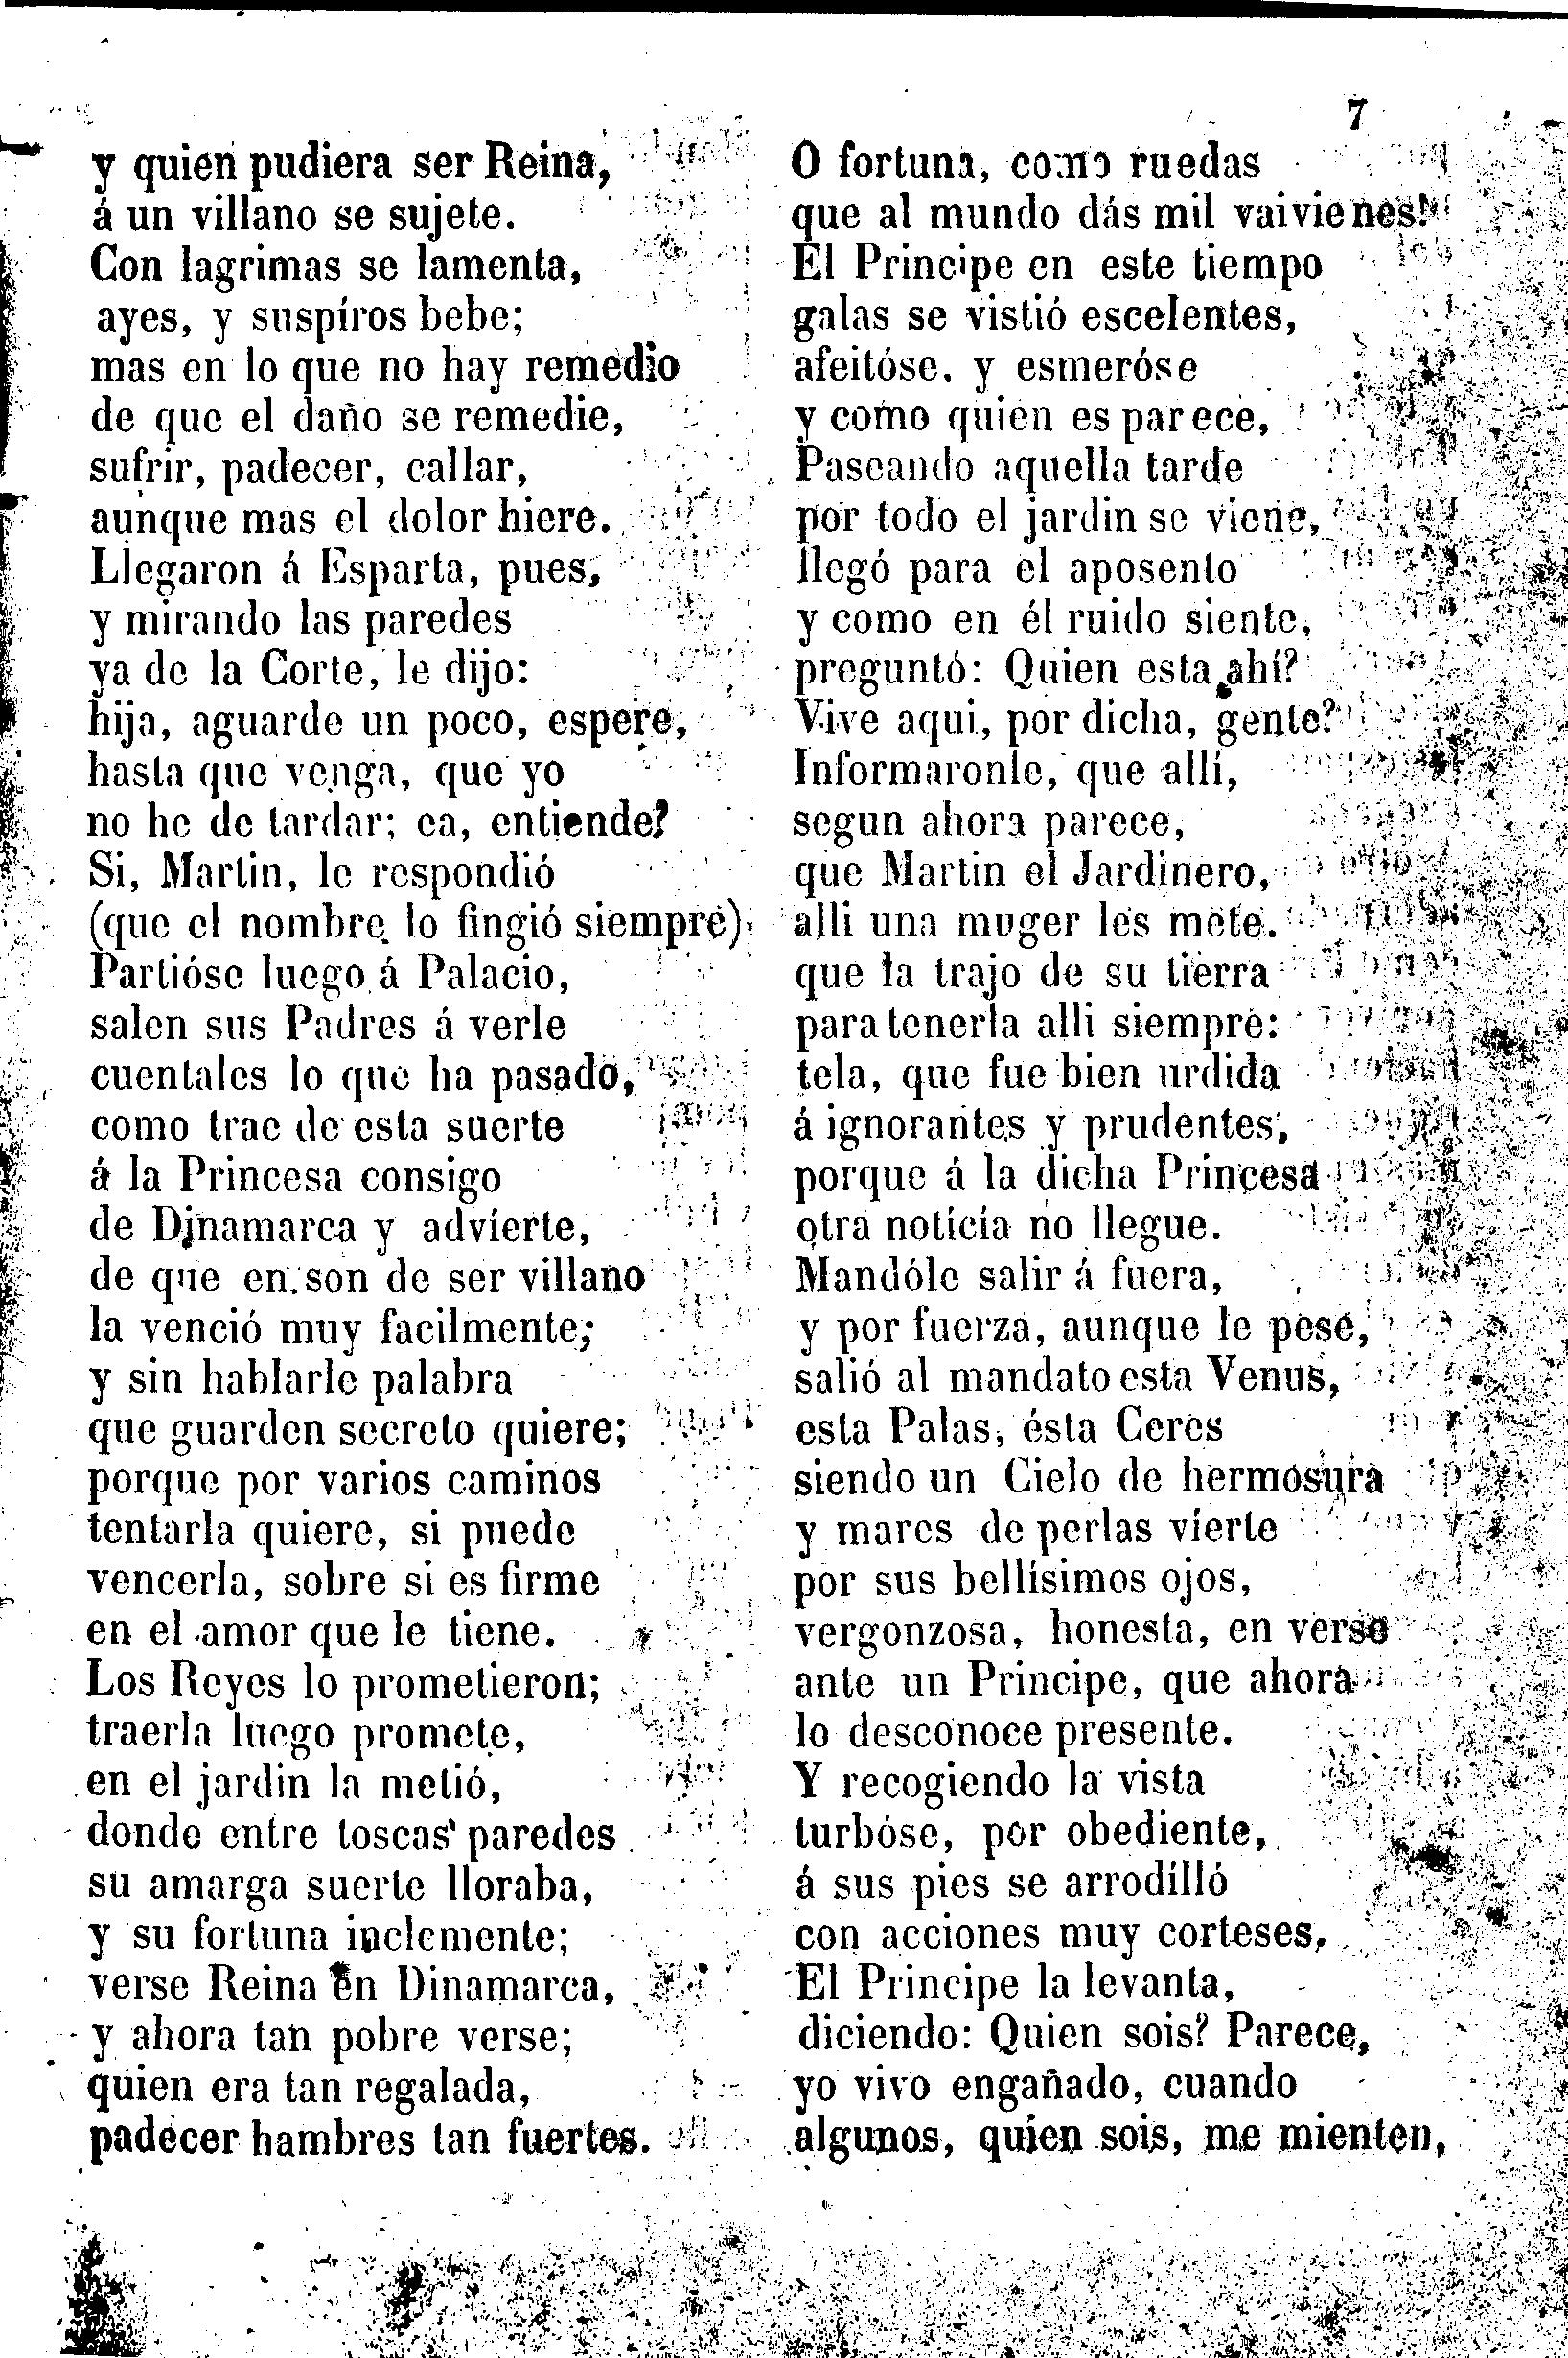 7
y quien pudiera ser Reina,
á un villano se sujete.
Con lagrimas se lamenta,
ayes, y suspíros bebe;
mas en lo que no hay remedio
de que el daño se remedie,
sufrir, padecer, callar,
aunque mas el dolor hiere.
Llegaron á Esparta, pues,
y mirando las paredes
ya de la Corte, le dijo:
hija, aguarde un poco, espere,
hasta que venga, que yo
no he de tardar; ea, entiende?
Si, Martin, le respondió
(que el nombre lo fingió siempre).
Partióse luego á Palacio,
salen sus Padres á verle
cuentales lo que ha pasado,
como trae de esta suerte
á la Princesa consigo
de Dinamarca y advíerte,
de que en son de ser villano
la venció muy facilmente;
y sin hablarle palabra
que guarden secreto quiere;
porque por varios caminos
tentarla quiere, si puede
vencerla, sobre si es firme
en el amor que le tiene.
Los Reyes lo prometieron;
traerla luego promete,
en el jardin la metió,
donde entre toscas paredes
su amarga suerte lloraba,
y su fortuna inclemente;
verse Reina en Dinamarca,
y ahora tan pobre verse;
quien era tan regalada,
padecer hambres tan fuertes.
O fortuna, como ruedas
que al mundo dás mil vaivienes!
El Principe en este tiempo
galas se vistió escelentes,
afeitóse, y esmeróse
y como quien es parece,
Paseando aquella tarde
por todo el jardin se viene,
llegó para el aposento
y como en él ruido siente,
preguntó: Quien esta ahí?
Vive aqui, por dicha, gente?
Informaronle, que allí,
segun ahora parece,
que Martin el Jardinero,
alli una muger les mete.
que la trajo de su tierra
para tenerla alli siempre:
tela, que fue bien urdida
á ignorantes y prudentes,
porque á la dicha Princesa
otra notícía no llegue.
Mandóle salir á fuera,
y por fuerza, aunque le pese,
salió al mandato esta Venus,
esta Palas, ésta Ceres
siendo un Cielo de hermosura
y mares de perlas víerte
por sus bellísimos ojos,
vergonzosa, honesta, en verse
ante un Principe, que ahora
lo desconoce presente.
Y recogiendo la vista
turbóse, por obediente,
á sus pies se arrodílló
con acciones muy corteses,
El Principe la levanta,
diciendo: Quien sois? Parece,
yo vivo engañado, cuando
algunos, quien sois, me mienten,